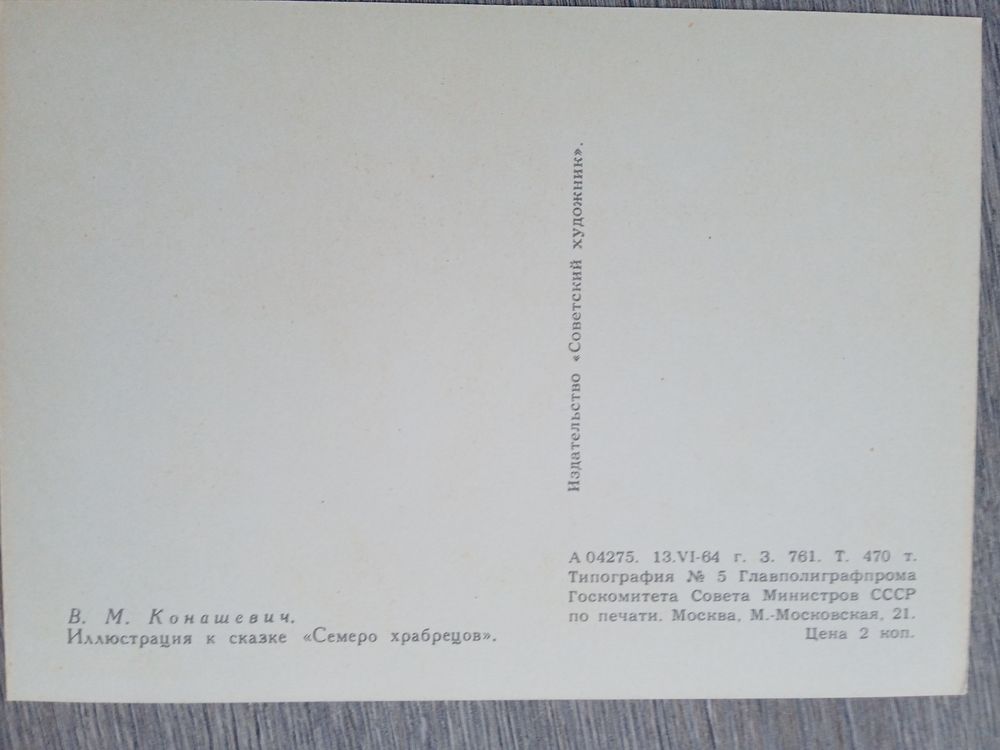 В. М. Конашевич.
Иллюстрация к сказке «Семеро храбрецов».
Издательство «Советский художник».
А 04275. 13.VI-64 г. З. 761. Т. 470 т.
Типография № 5 Главполиграфпрома
Госкомитета Совета Министров СССР
по печати. Москва, М.-Московская, 21.
Цена 2 коп.